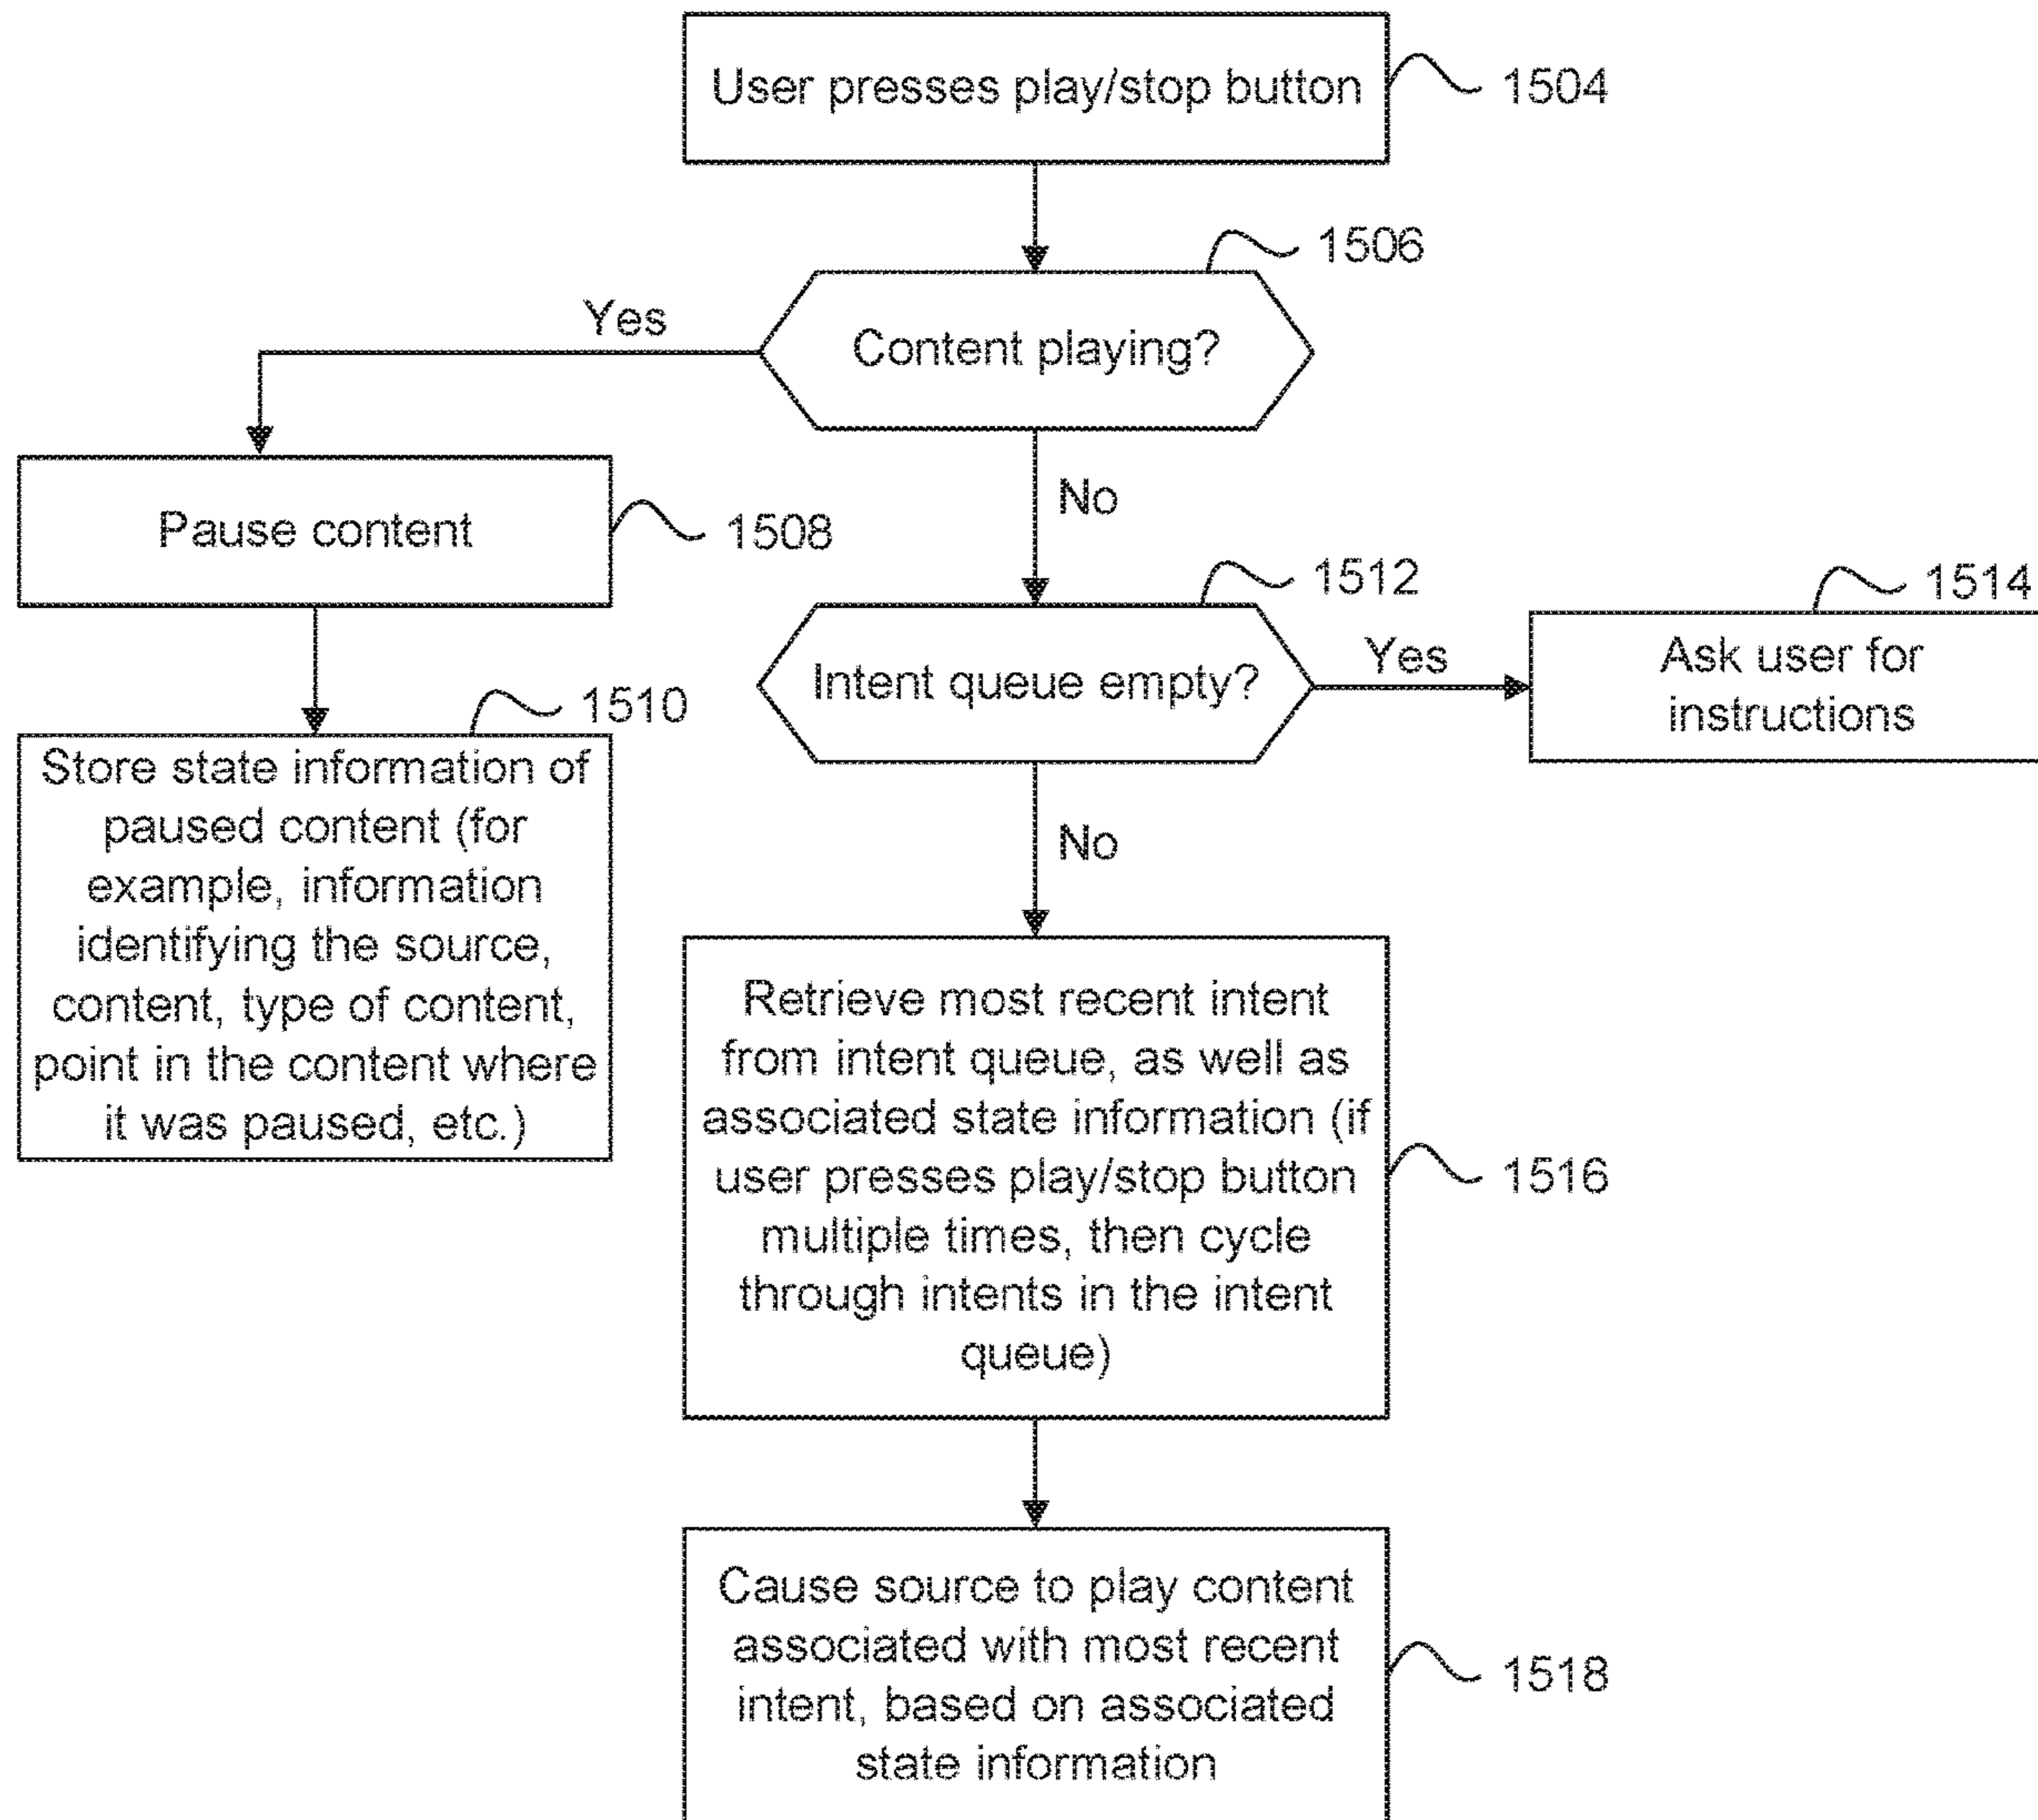 User presses play/stop button
1504
1506
Content playing?
Yes
No
Pause content
1508
1510
Store state information of
paused content (for
example, information
identifying the source,
content, type of content,
point in the content where
it was paused, etc.)
1512
Intent queue empty?
Yes
1514
Ask user for
instructions
No
Retrieve most recent intent
from intent queue, as well as
associated state information (if
user presses play/stop button
multiple times, then cycle
through intents in the intent
queue)
1516
Cause source to play content
associated with most recent
intent, based on associated
state information
1518